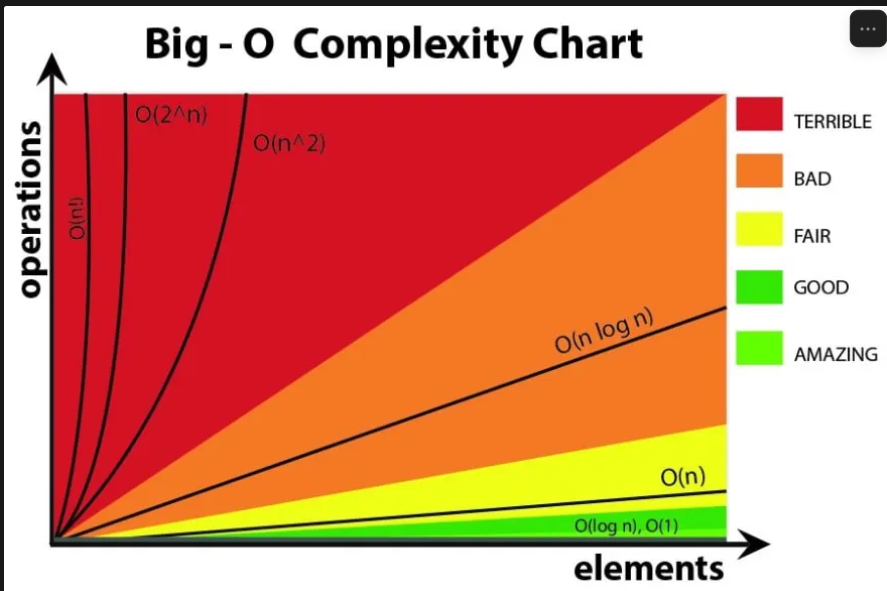 Big - O Complexity Chart
operations
O(n!)
O(2^n)
O(n^2)
O(n log n)
O(n)
O(log n), O(1)
elements
TERRIBLE
BAD
FAIR
GOOD
AMAZING